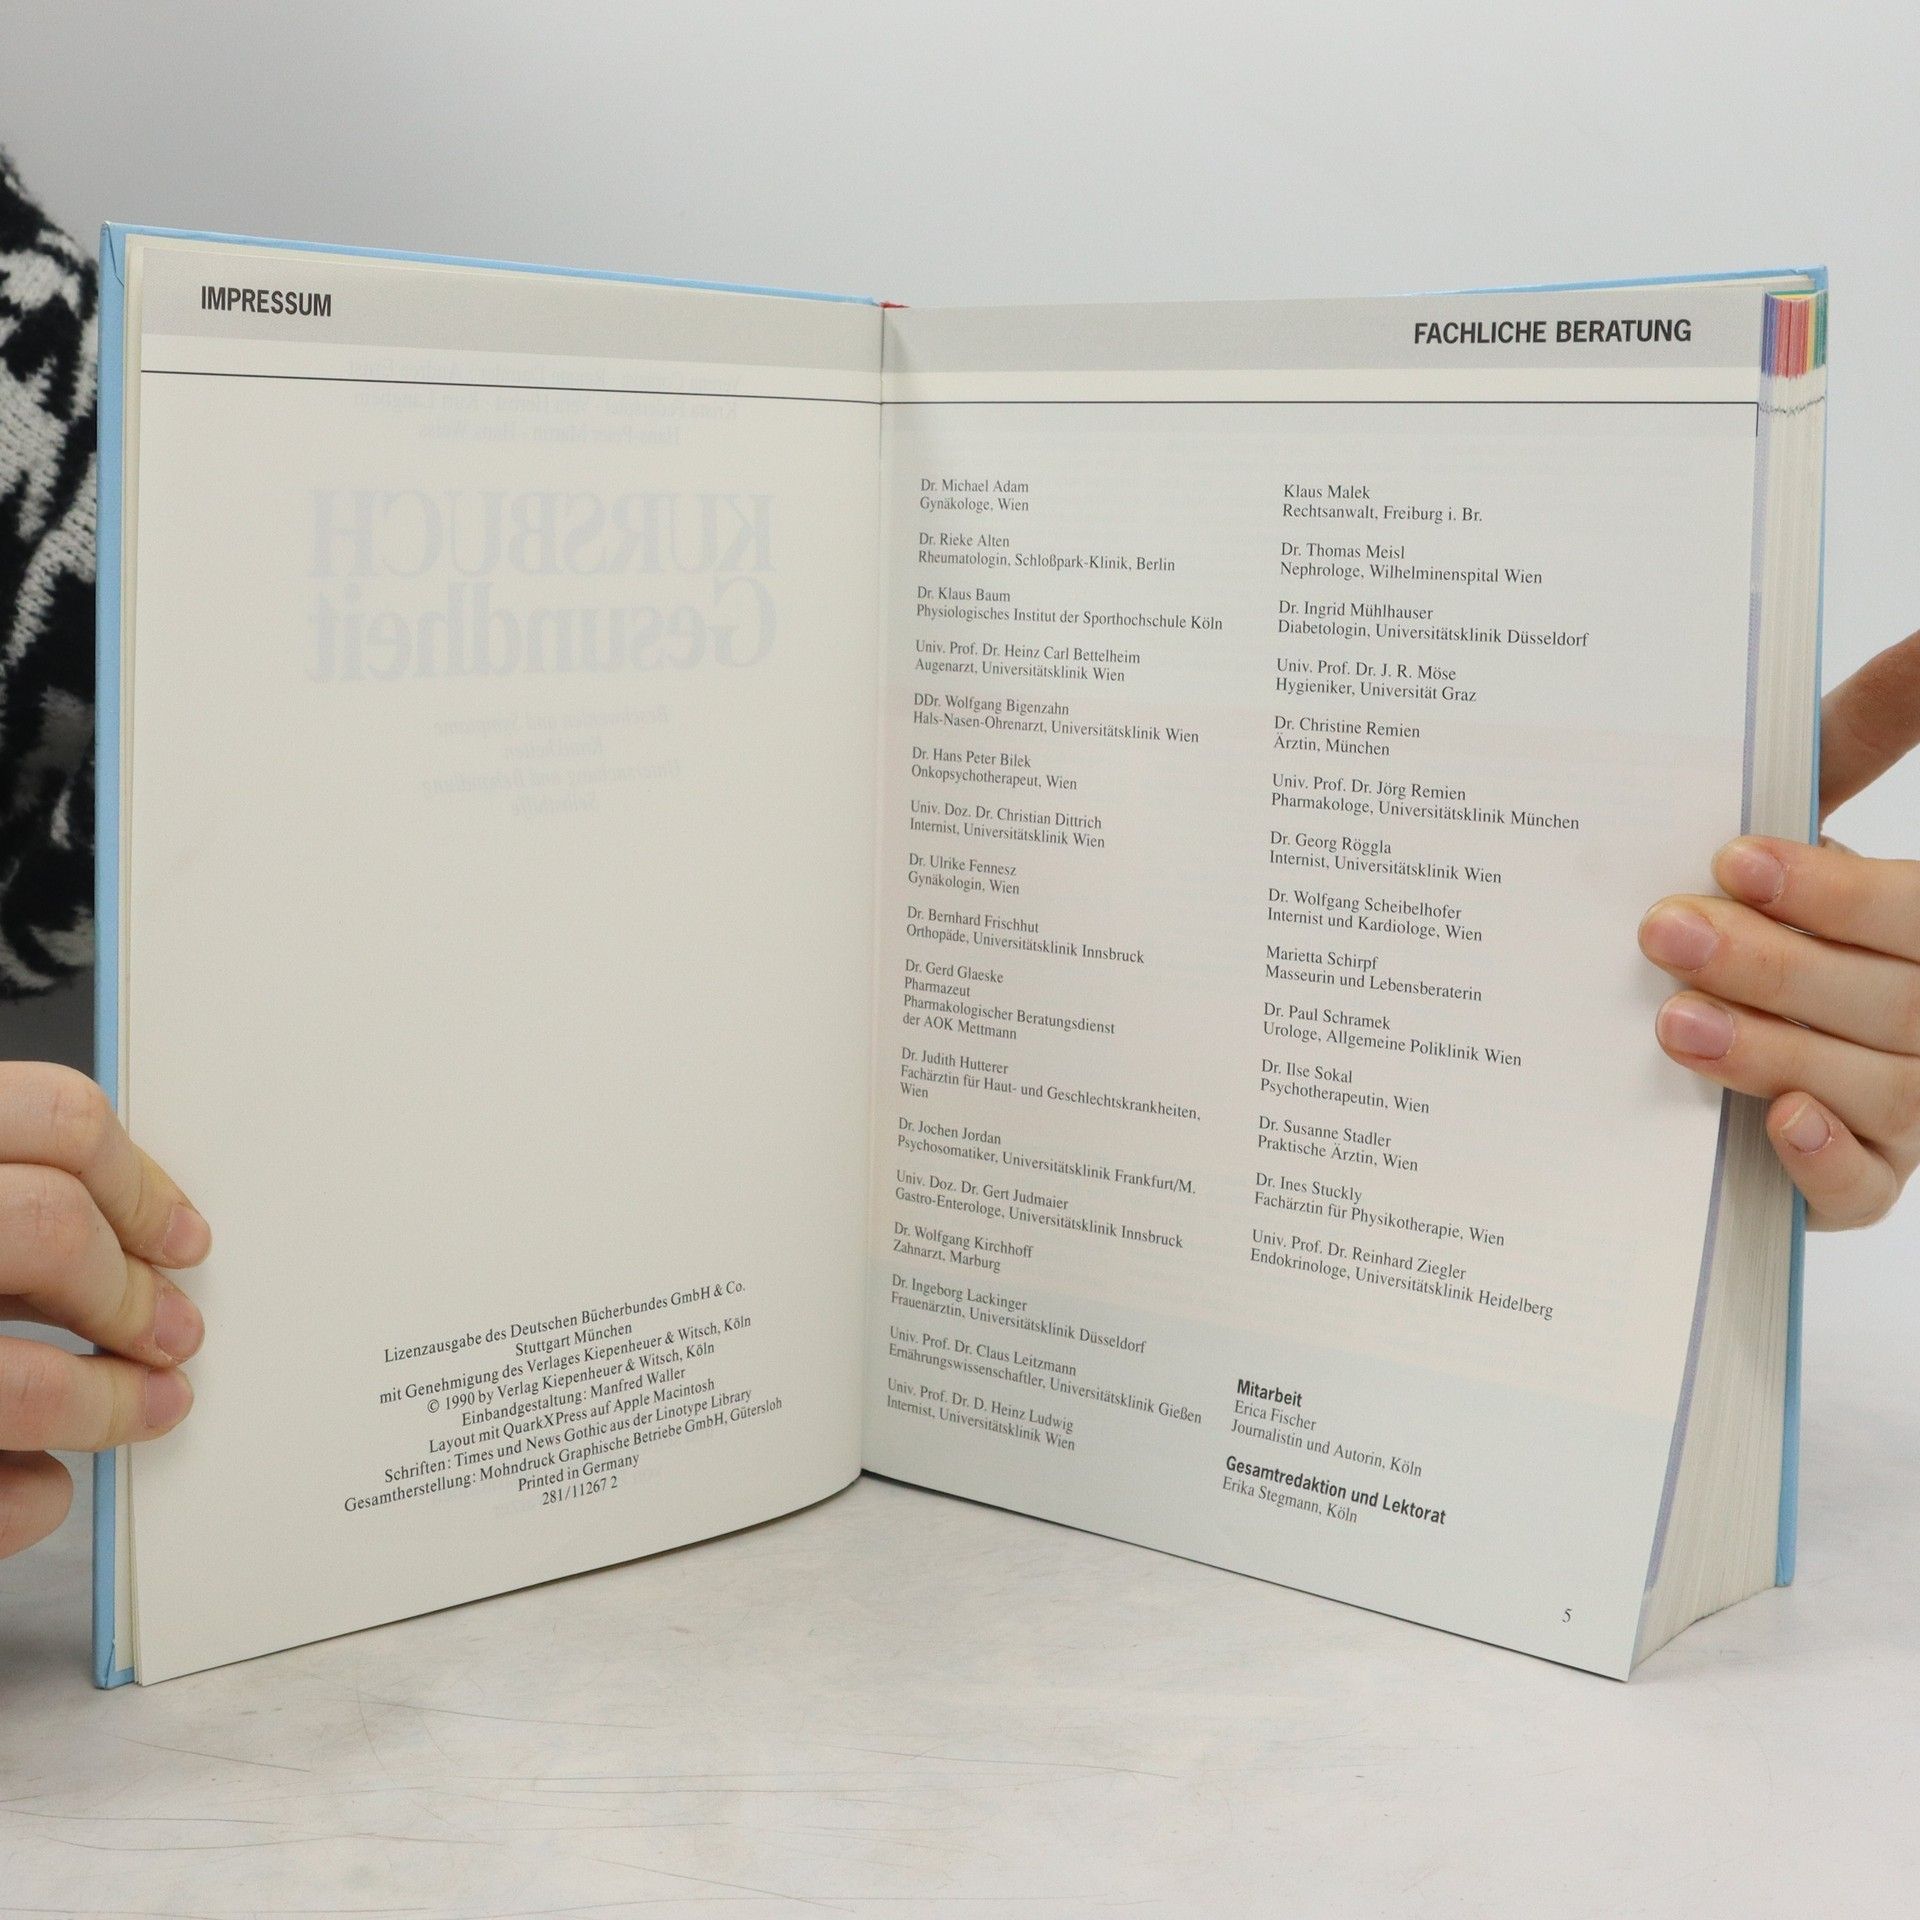 IMPRESSUM
KURSBUCH
Gesundheit
Lizenzausgabe des Deutschen Bücherbundes GmbH & Co.
Stuttgart München
mit Genehmigung des Verlages Kiepenheuer & Witsch, Köln
© 1990 by Verlag Kiepenheuer & Witsch, Köln
Einbandgestaltung: Manfred Waller
Layout mit QuarkXPress auf Apple Macintosh
Schriften: Times und News Gothic aus der Linotype Library
Gesamtherstellung: Mohndruck Graphische Betriebe GmbH, Gütersloh
Printed in Germany
281/11267 2
FACHLICHE BERATUNG
Dr. Michael Adam
Gynäkologe, Wien
Dr. Rieke Alten
Rheumatologin, Schloßpark-Klinik, Berlin
Dr. Klaus Baum
Physiologisches Institut der Sporthochschule Köln
Univ. Prof. Dr. Heinz Carl Bettelheim
Augenarzt, Universitätsklinik Wien
DDr. Wolfgang Bigenzahn
Hals-Nasen-Ohrenarzt, Universitätsklinik Wien
Dr. Hans Peter Bilek
Onkopsychotherapeut, Wien
Univ. Doz. Dr. Christian Dittrich
Internist, Universitätsklinik Wien
Dr. Ulrike Fennesz
Gynäkologin, Wien
Dr. Bernhard Frischhut
Orthopäde, Universitätsklinik Innsbruck
Dr. Gerd Glaeske
Pharmazeut
Pharmakologischer Beratungsdienst
der AOK Mettmann
Dr. Judith Hutterer
Fachärztin für Haut- und Geschlechtskrankheiten,
Wien
Dr. Jochen Jordan
Psychosomatiker, Universitätsklinik Frankfurt/M.
Univ. Doz. Dr. Gert Judmaier
Gastro-Enterologe, Universitätsklinik Innsbruck
Dr. Wolfgang Kirchhoff
Zahnarzt, Marburg
Dr. Ingeborg Lackinger
Frauenärztin, Universitätsklinik Düsseldorf
Univ. Prof. Dr. Claus Leitzmann
Ernährungswissenschaftler, Universitätsklinik Gießen
Univ. Prof. Dr. D. Heinz Ludwig
Internist, Universitätsklinik Wien
Klaus Malek
Rechtsanwalt, Freiburg i. Br.
Dr. Thomas Meisl
Nephrologe, Wilhelminenspital Wien
Dr. Ingrid Mühlhauser
Diabetologin, Universitätsklinik Düsseldorf
Univ. Prof. Dr. J. R. Möse
Hygieniker, Universität Graz
Dr. Christine Remien
Ärztin, München
Univ. Prof. Dr. Jörg Remien
Pharmakologe, Universitätsklinik München
Dr. Georg Röggla
Internist, Universitätsklinik Wien
Dr. Wolfgang Scheibelhofer
Internist und Kardiologe, Wien
Marietta Schirpf
Masseurin und Lebensberaterin
Dr. Paul Schramek
Urologe, Allgemeine Poliklinik Wien
Dr. Ilse Sokal
Psychotherapeutin, Wien
Dr. Susanne Stadler
Praktische Ärztin, Wien
Dr. Ines Stuckly
Fachärztin für Physikotherapie, Wien
Univ. Prof. Dr. Reinhard Ziegler
Endokrinologe, Universitätsklinik Heidelberg
Mitarbeit
Erica Fischer
Journalistin und Autorin, Köln
Gesamtredaktion und Lektorat
Erika Stegmann, Köln
5